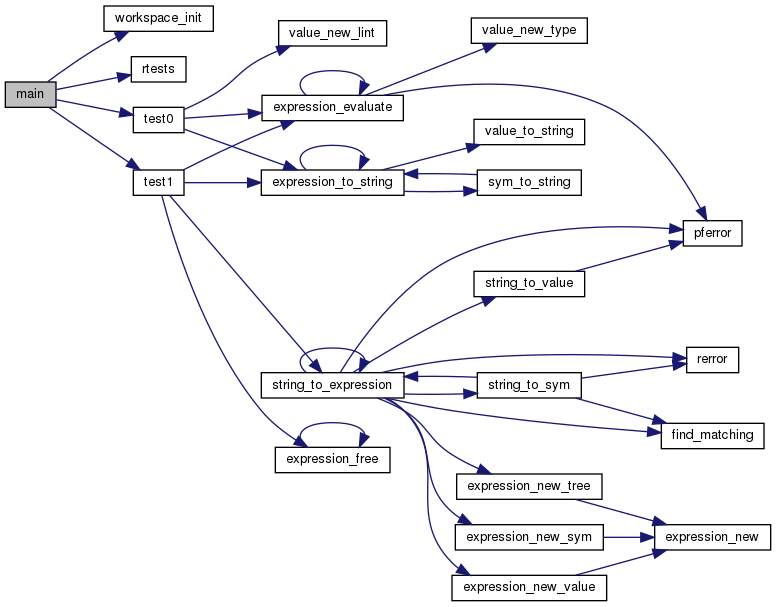 workspace_init
value_new_lint
value_new_type
rtests
main
expression_evaluate
test0
value_to_string
test1
expression_to_string
sym_to_string
pferror
string_to_value
rerror
string_to_expression
string_to_sym
find_matching
expression_free
expression_new_tree
expression_new_sym
expression_new
expression_new_value